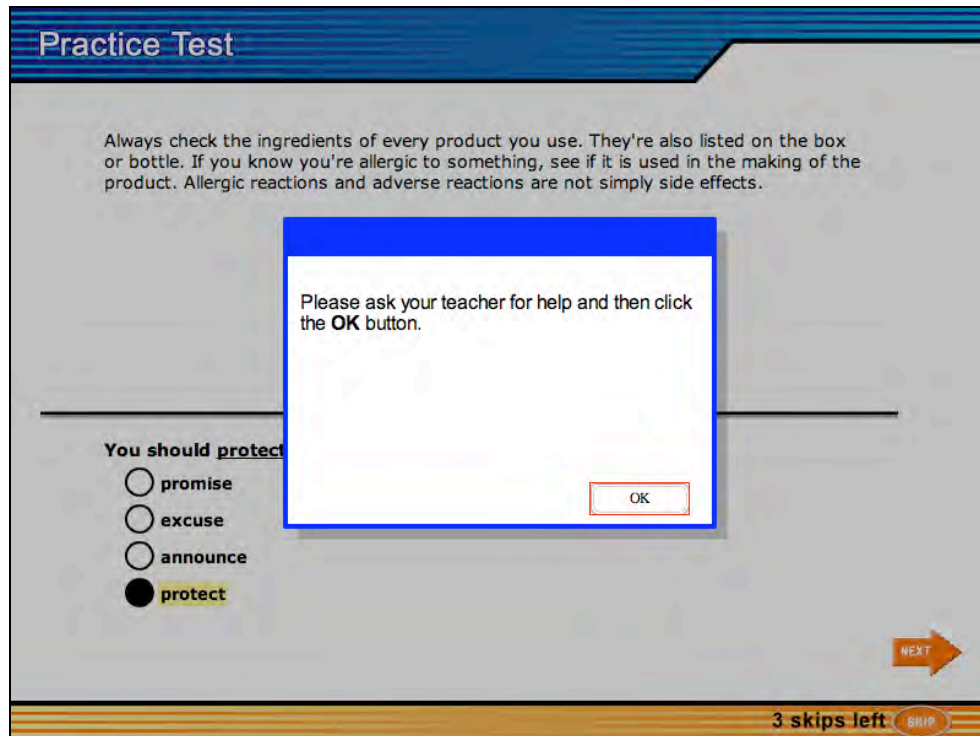 Practice Test
Always check the ingredients of every product you use. They're also listed on the box
or bottle. If you know you're allergic to something, see if it is used in the making of the
product. Allergic reactions and adverse reactions are not simply side effects.
Please ask your teacher for help and then click
the OK button.
OK
You should protect
promise
excuse
announce
protect
NEXT
3 skips left SKIP